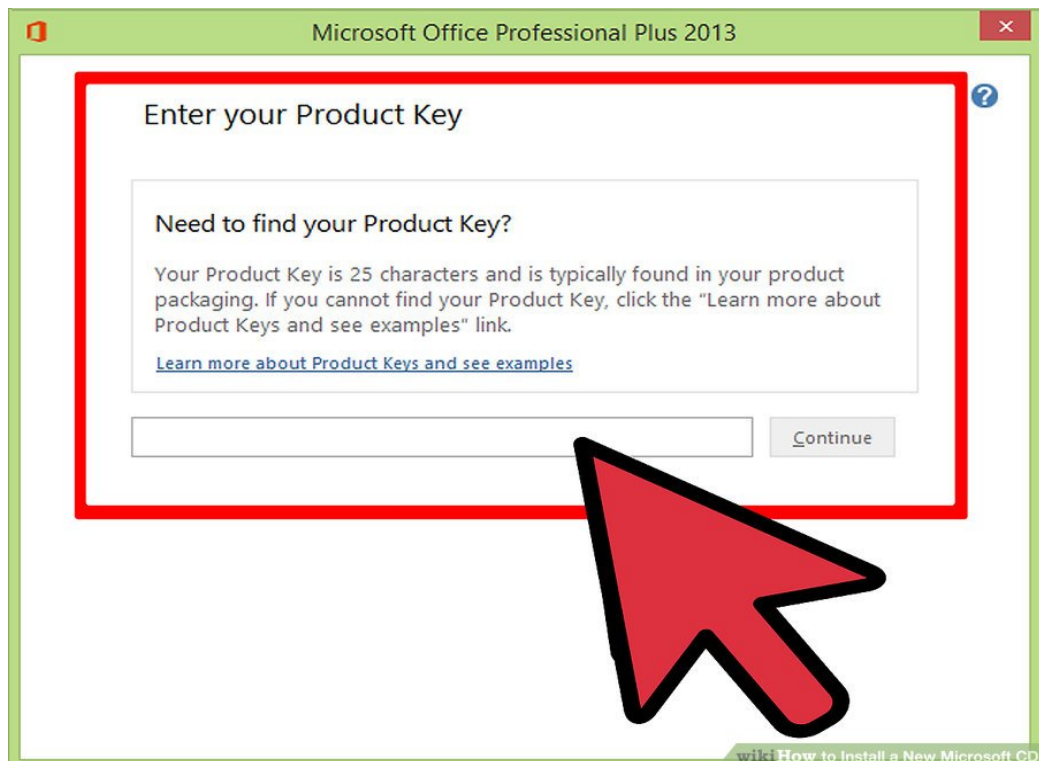 Microsoft Office Professional Plus 2013
Enter your Product Key
Need to find your Product Key?
Your Product Key is 25 characters and is typically found in your product
packaging. If you cannot find your Product Key, click the "Learn more about
Product Keys and see examples" link.
Learn more about Product Keys and see examples
Continue
wikiHow to Install a New Microsoft CD